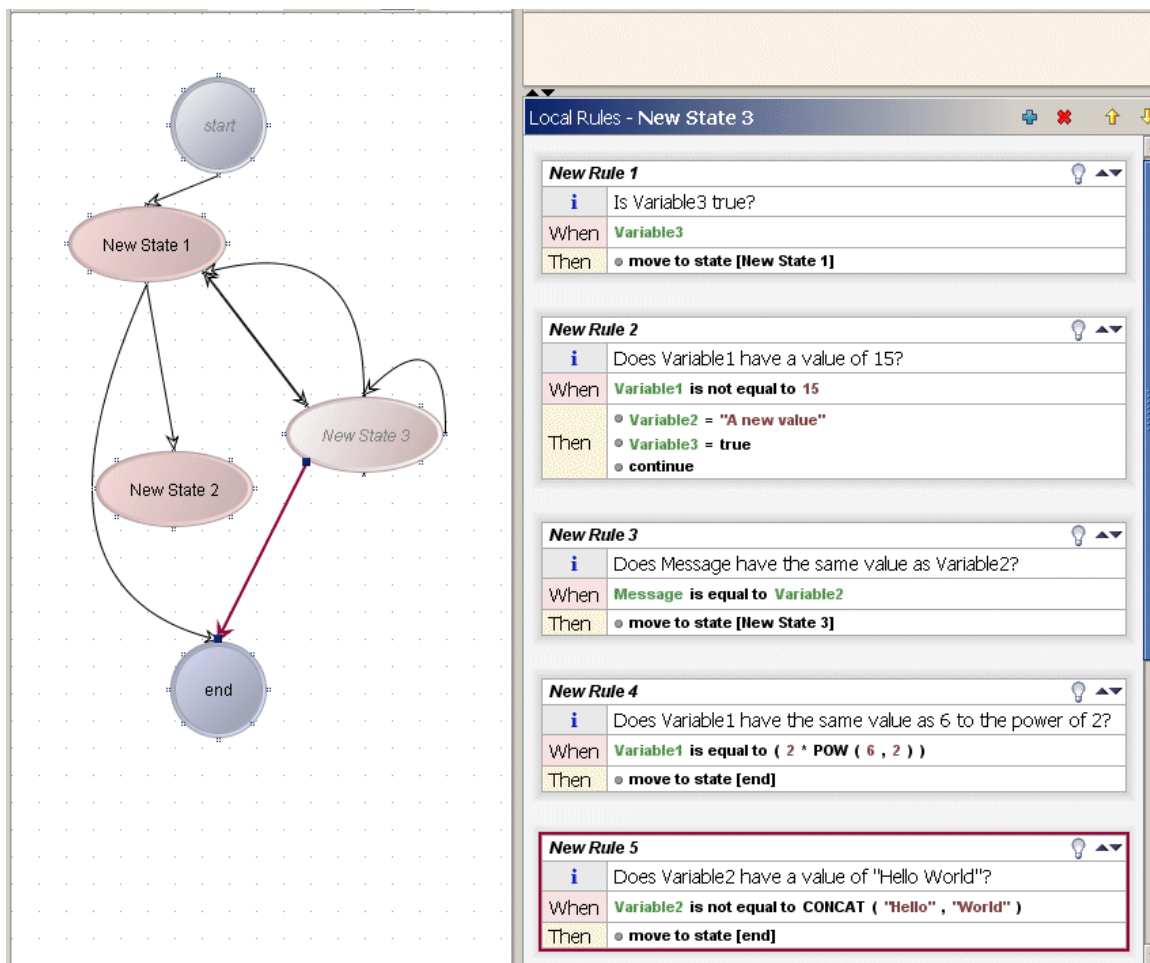 start
New State 1
New State 3
New State 2
end
Local Rules - New State 3
New Rule 1
i Is Variable3 true?
When Variable3
Then move to state [New State 1]
New Rule 2
i Does Variable1 have a value of 15?
When Variable1 is not equal to 15
Then
Variable2 = "A new value"
Variable3 = true
continue
New Rule 3
i Does Message have the same value as Variable2?
When Message is equal to Variable2
Then move to state [New State 3]
New Rule 4
i Does Variable1 have the same value as 6 to the power of 2?
When Variable1 is equal to ( 2 * POW ( 6 , 2 ) )
Then move to state [end]
New Rule 5
i Does Variable2 have a value of "Hello World"?
When Variable2 is not equal to CONCAT ( "Hello" , "World" )
Then move to state [end]